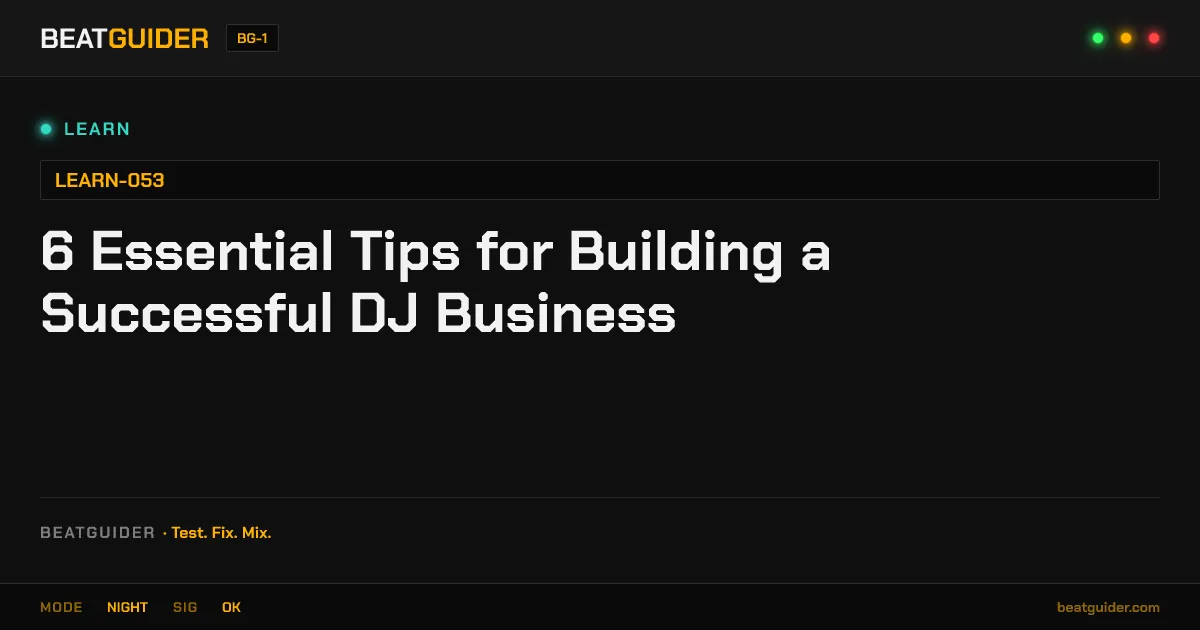 BEATGUIDER BG-1
LEARN
LEARN-053
6 Essential Tips for Building a
Successful DJ Business
BEATGUIDER · Test. Fix. Mix.
MODE NIGHT SIG OK beatguider.com